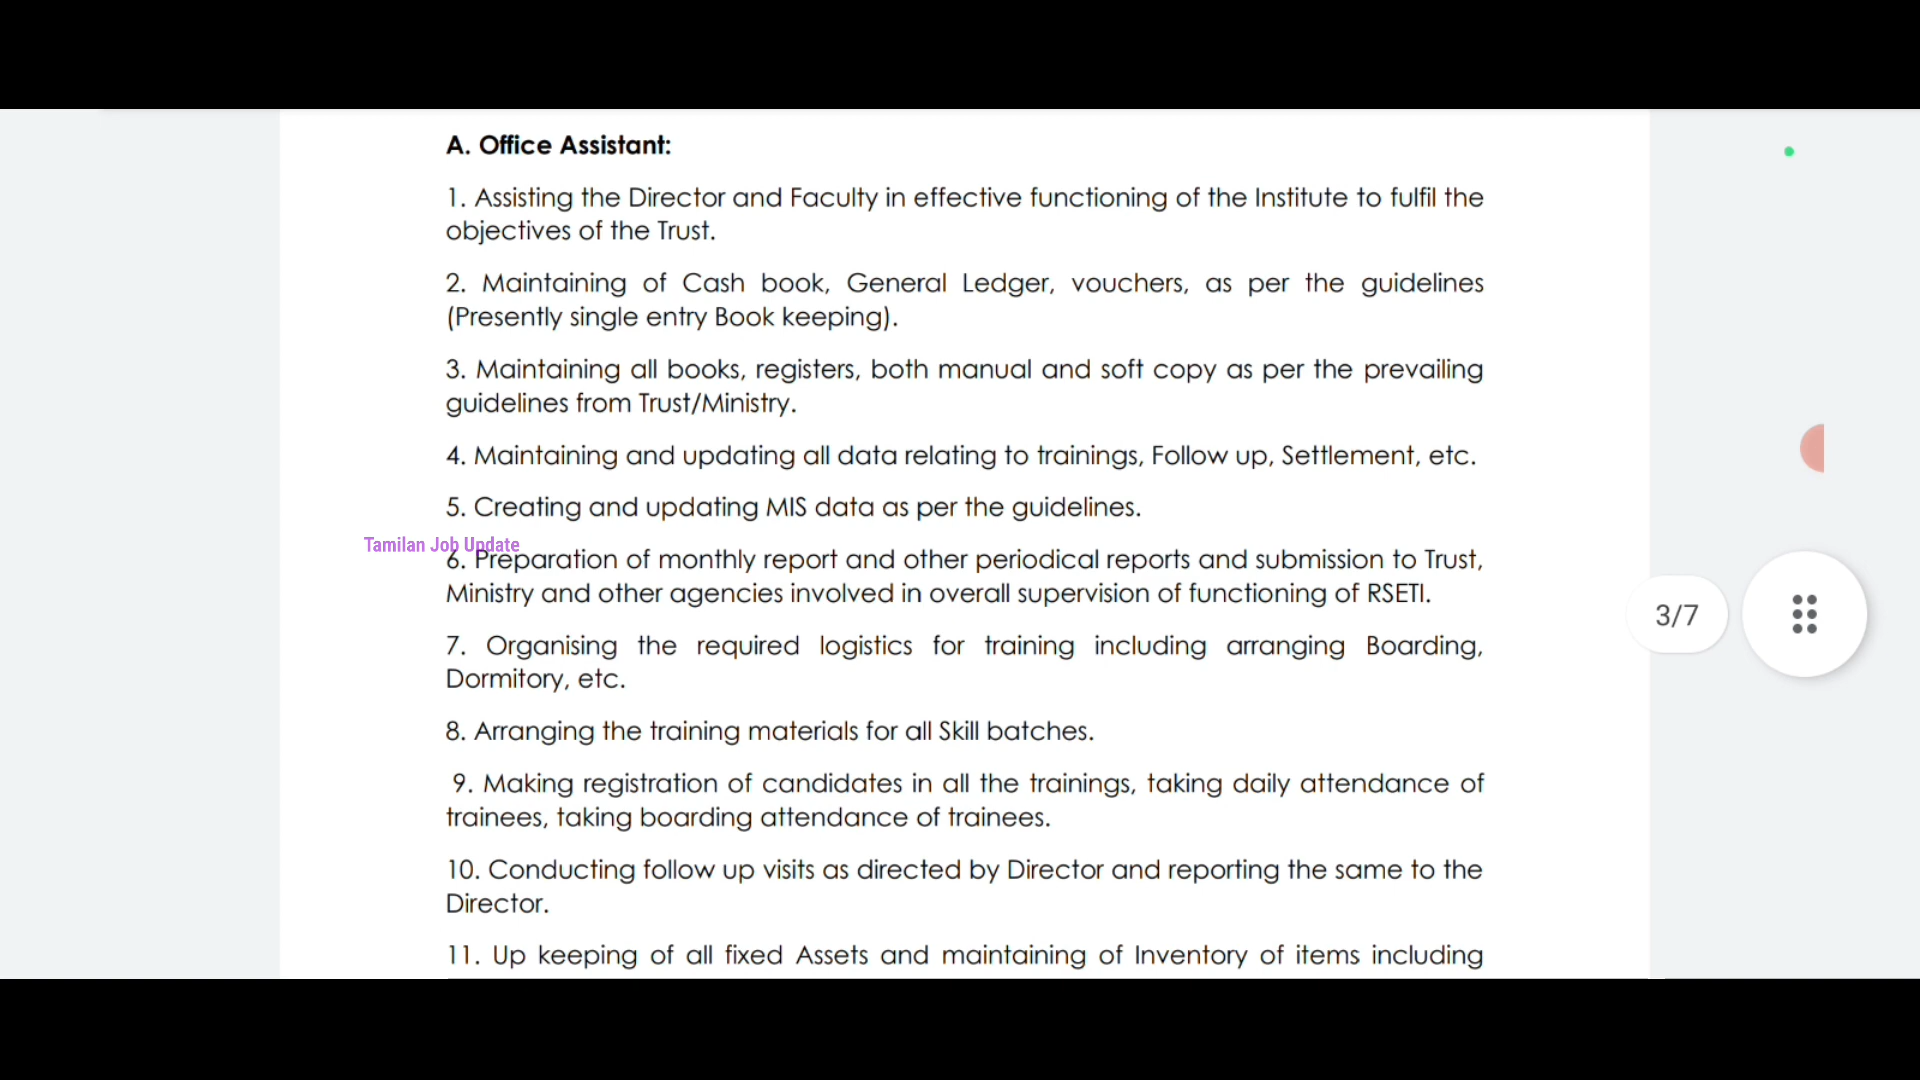 A. Office Assistant:
1. Assisting the Director and Faculty in effective functioning of the Institute to fulfil the
objectives of the Trust.
2. Maintaining of Cash book, General Ledger, vouchers, as per the guidelines
(Presently single entry Book keeping).
3. Maintaining all books, registers, both manual and soft copy as per the prevailing
guidelines from Trust/Ministry.
4. Maintaining and updating all data relating to trainings, Follow up, Settlement, etc.
5. Creating and updating MIS data as per the guidelines.
Tamilan Job Update
6. Preparation of monthly report and other periodical reports and submission to Trust,
Ministry and other agencies involved in overall supervision of functioning of RSETI.
3/7
7. Organising the required logistics for training including arranging Boarding,
Dormitory, etc.
8. Arranging the training materials for all Skill batches.
9. Making registration of candidates in all the trainings, taking daily attendance of
trainees, taking boarding attendance of trainees.
10. Conducting follow up visits as directed by Director and reporting the same to the
Director.
11. Up keeping of all fixed Assets and maintaining of Inventory of items including